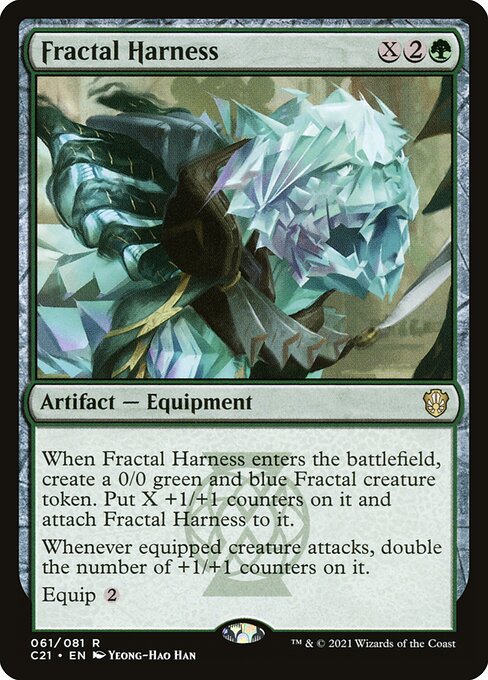 Fractal Harness X 2
Artifact — Equipment
When Fractal Harness enters the battlefield,
create a 0/0 green and blue Fractal creature
token. Put X +1/+1 counters on it and
attach Fractal Harness to it.
Whenever equipped creature attacks, double
the number of +1/+1 counters on it.
Equip 2
061/081 R
C21 • EN Yeong-Hao Han
™ & © 2021 Wizards of the Coast